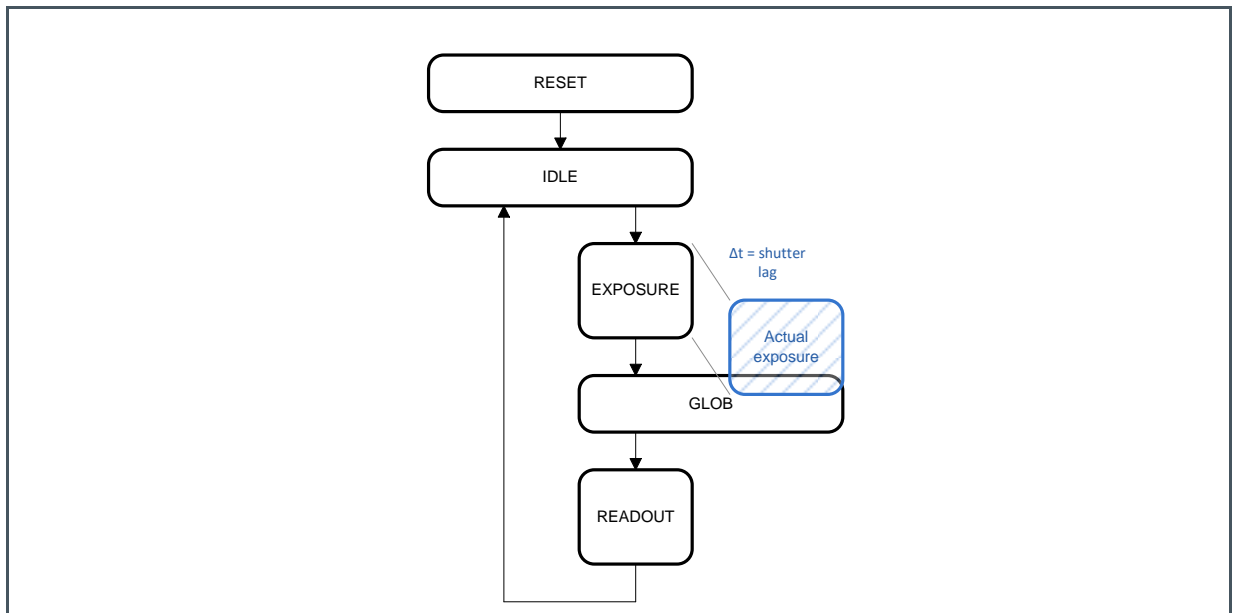 RESET
IDLE
Δt = shutter
lag
EXPOSURE
Actual
exposure
GLOB
READOUT